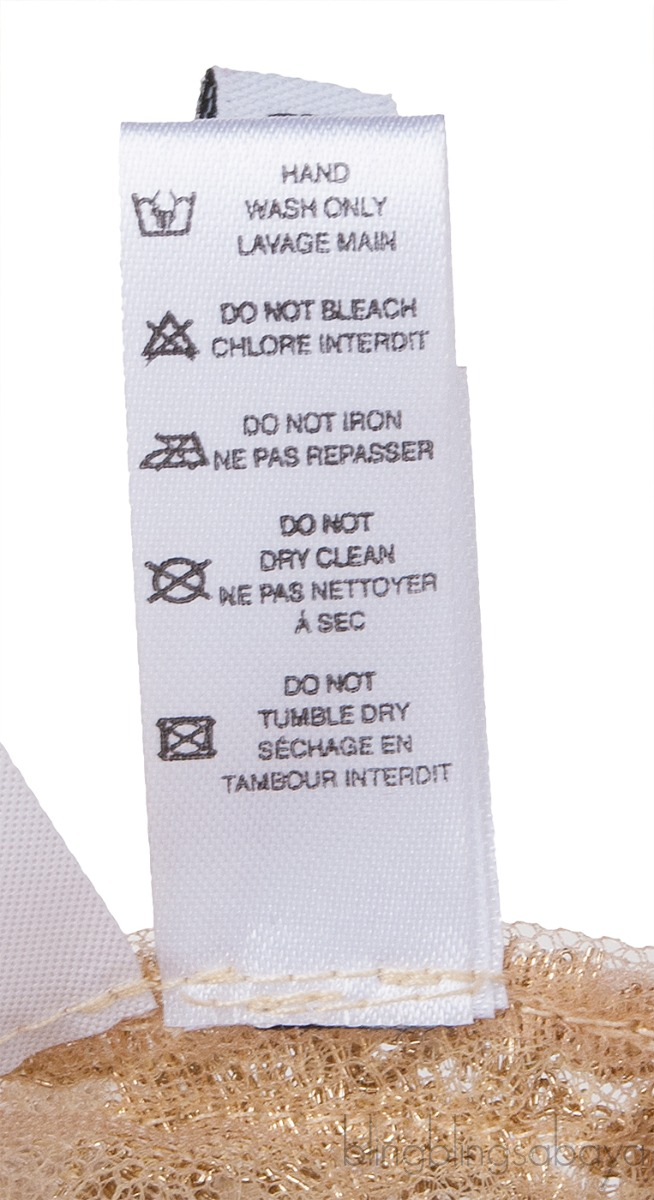 HAND
WASH ONLY
LAVAGE MAIN
DO NOT BLEACH
CHLORE INTERDIT
DO NOT IRON
NE PAS REPASSER
DO NOT
DRY CLEAN
NE PAS NETTOYER
Á SEC
DO NOT
TUMBLE DRY
SÉCHAGE EN
TAMBOUR INTERDIT
blingblingsabaya